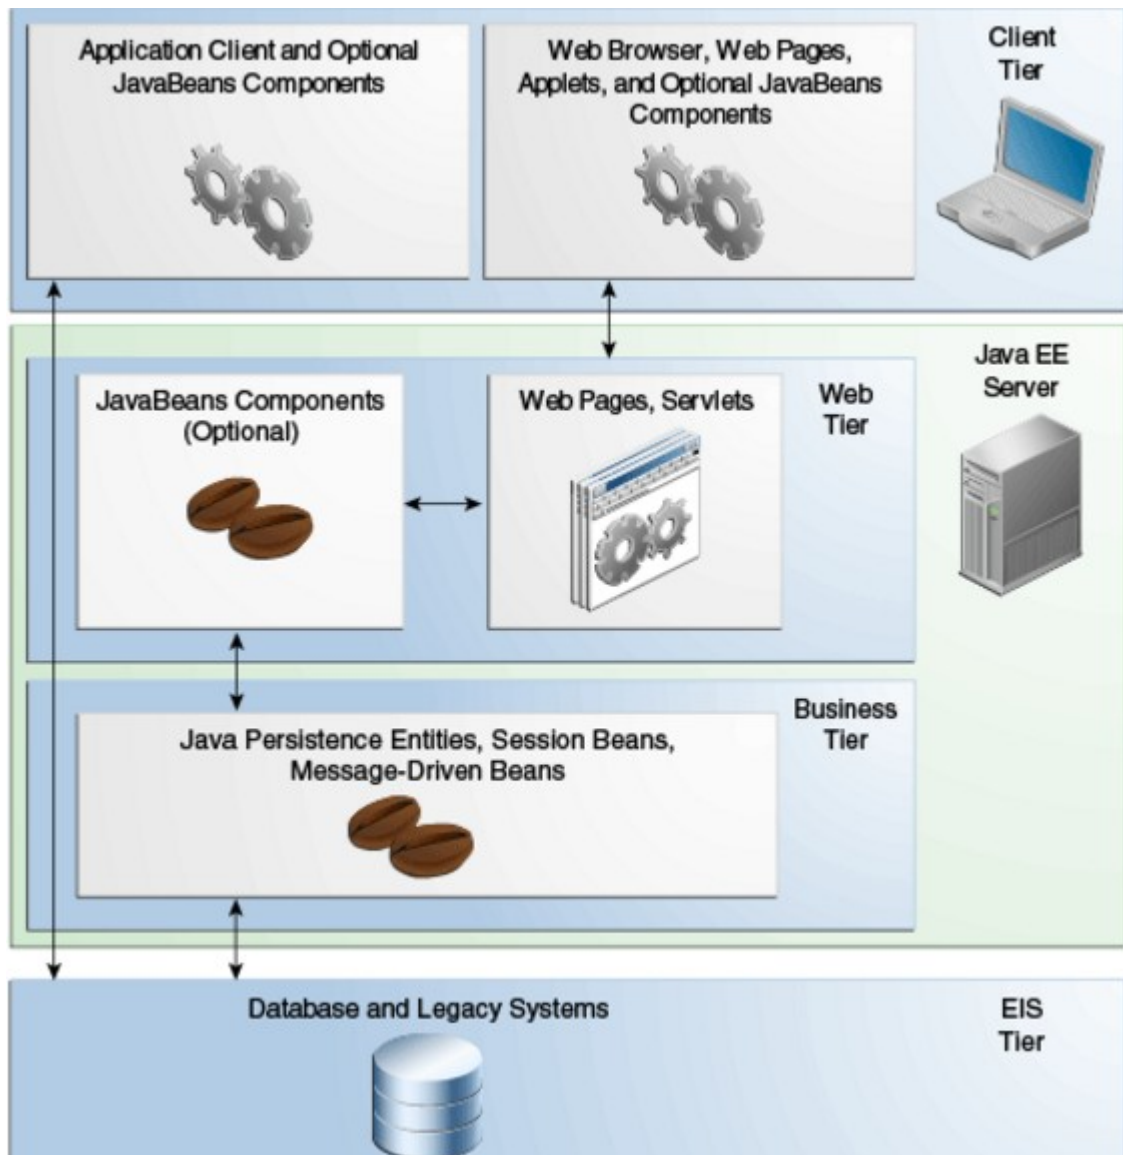 Application Client and Optional
JavaBeans Components
Web Browser, Web Pages,
Applets, and Optional JavaBeans
Components
Client
Tier
JavaBeans Components
(Optional)
Web Pages, Servlets
Web
Tier
Java EE
Server
Java Persistence Entities, Session Beans,
Message-Driven Beans
Business
Tier
Database and Legacy Systems
EIS
Tier